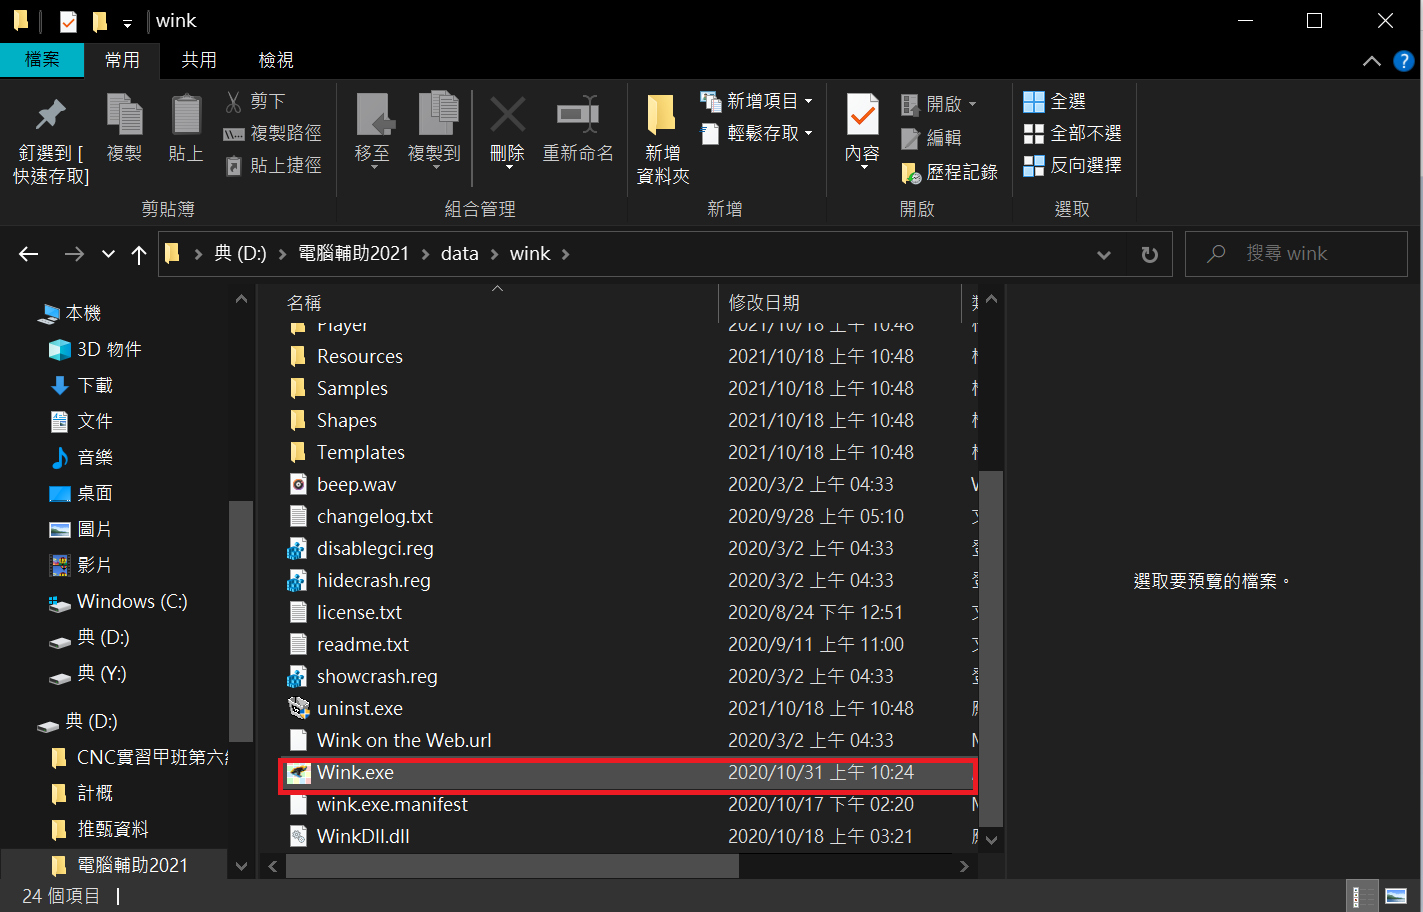 wink
檔案 常用 共用 檢視
釘選到 [
快速存取]
複製
貼上
剪下
複製路徑
貼上捷徑
剪貼簿
移至
複製到
刪除
重新命名
組合管理
新增
資料夾
新增項目
輕鬆存取
新增
內容
開啟
編輯
歷程記錄
開啟
全選
全部不選
反向選擇
選取
典 (D:) 電腦輔助2021 data wink
搜尋 wink
本機
3D 物件
下載
文件
音樂
桌面
圖片
影片
Windows (C:)
典 (D:)
典 (Y:)
典 (D:)
CNC實習甲班第六
計概
推甄資料
電腦輔助2021
名稱 修改日期
Player 2021/10/18 上午 10:48
Resources 2021/10/18 上午 10:48
Samples 2021/10/18 上午 10:48
Shapes 2021/10/18 上午 10:48
Templates 2021/10/18 上午 10:48
beep.wav 2020/3/2 上午 04:33
changelog.txt 2020/9/28 上午 05:10
disablegci.reg 2020/3/2 上午 04:33
hidecrash.reg 2020/3/2 上午 04:33
license.txt 2020/8/24 下午 12:51
readme.txt 2020/9/11 上午 11:00
showcrash.reg 2020/3/2 上午 04:33
uninst.exe 2021/10/18 上午 10:48
Wink on the Web.url 2020/3/2 上午 04:33
Wink.exe 2020/10/31 上午 10:24
wink.exe.manifest 2020/10/17 下午 02:20
WinkDll.dll 2020/10/18 上午 03:21
選取要預覽的檔案。
24 個項目